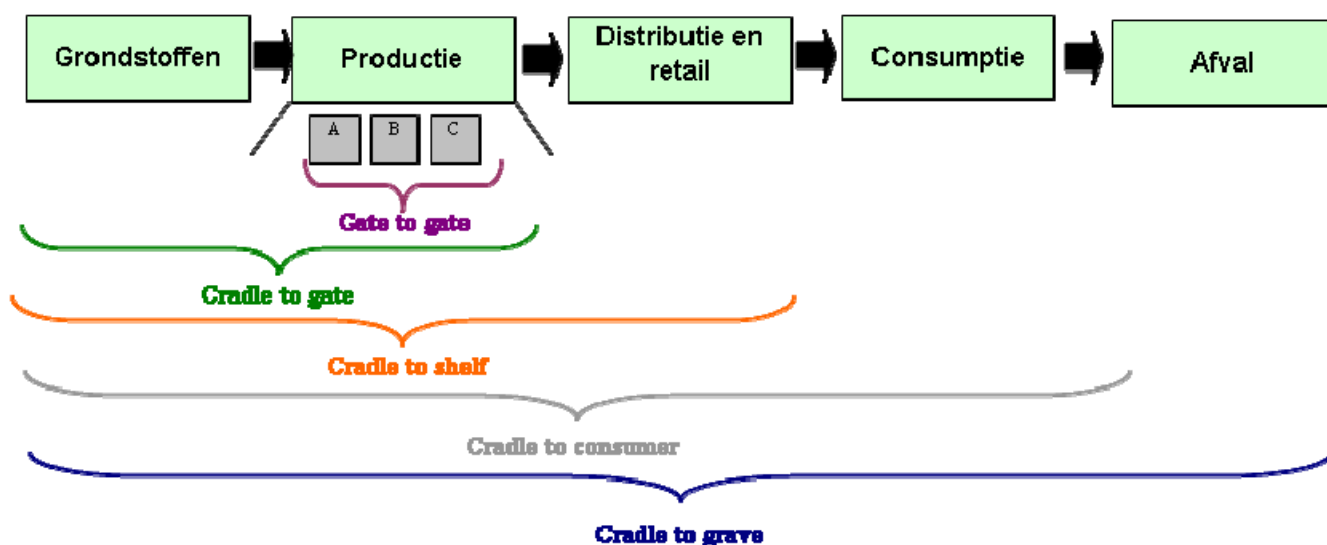 Grondstoffen
Productie
Distributie en
retail
Consumptie
Afval
A
B
C
Gate to gate
Cradle to gate
Cradle to shelf
Cradle to consumer
Cradle to grave